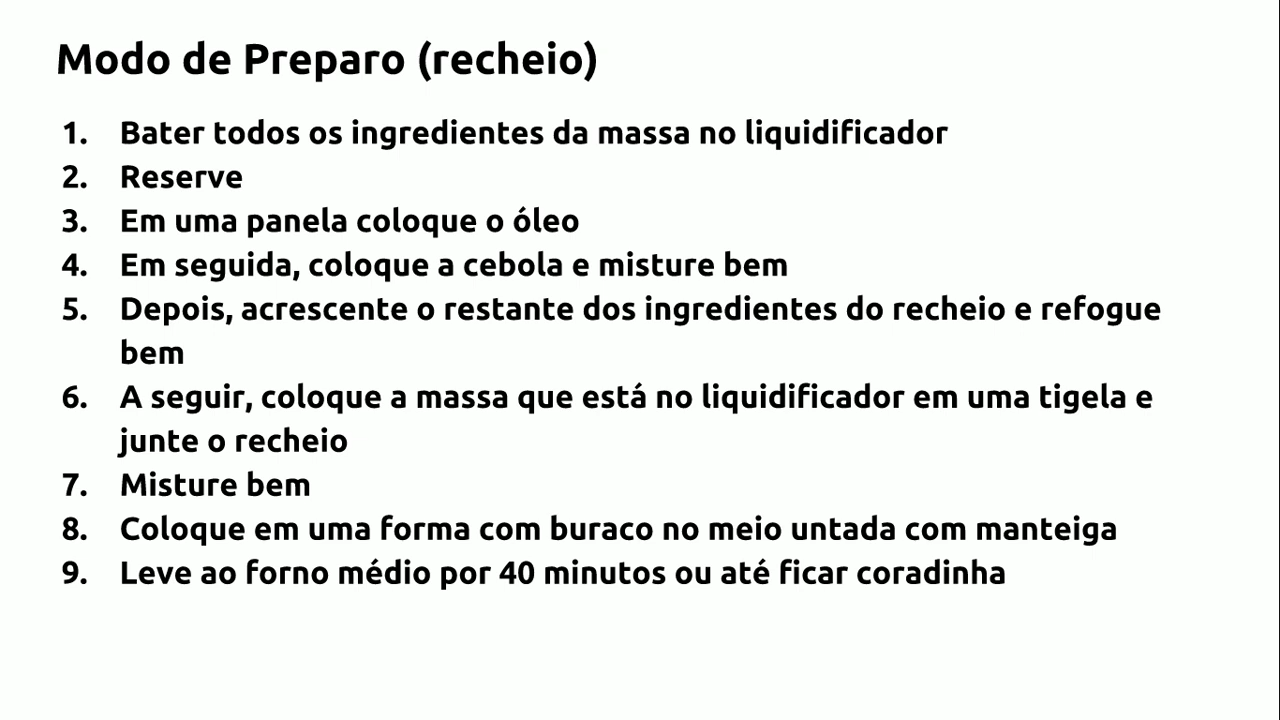 Modo de Preparo (recheio)
1. Bater todos os ingredientes da massa no liquidificador
2. Reserve
3. Em uma panela coloque o óleo
4. Em seguida, coloque a cebola e misture bem
5. Depois, acrescente o restante dos ingredientes do recheio e refogue
bem
6. A seguir, coloque a massa que está no liquidificador em uma tigela e
junte o recheio
7. Misture bem
8. Coloque em uma forma com buraco no meio untada com manteiga
9. Leve ao forno médio por 40 minutos ou até ficar coradinha